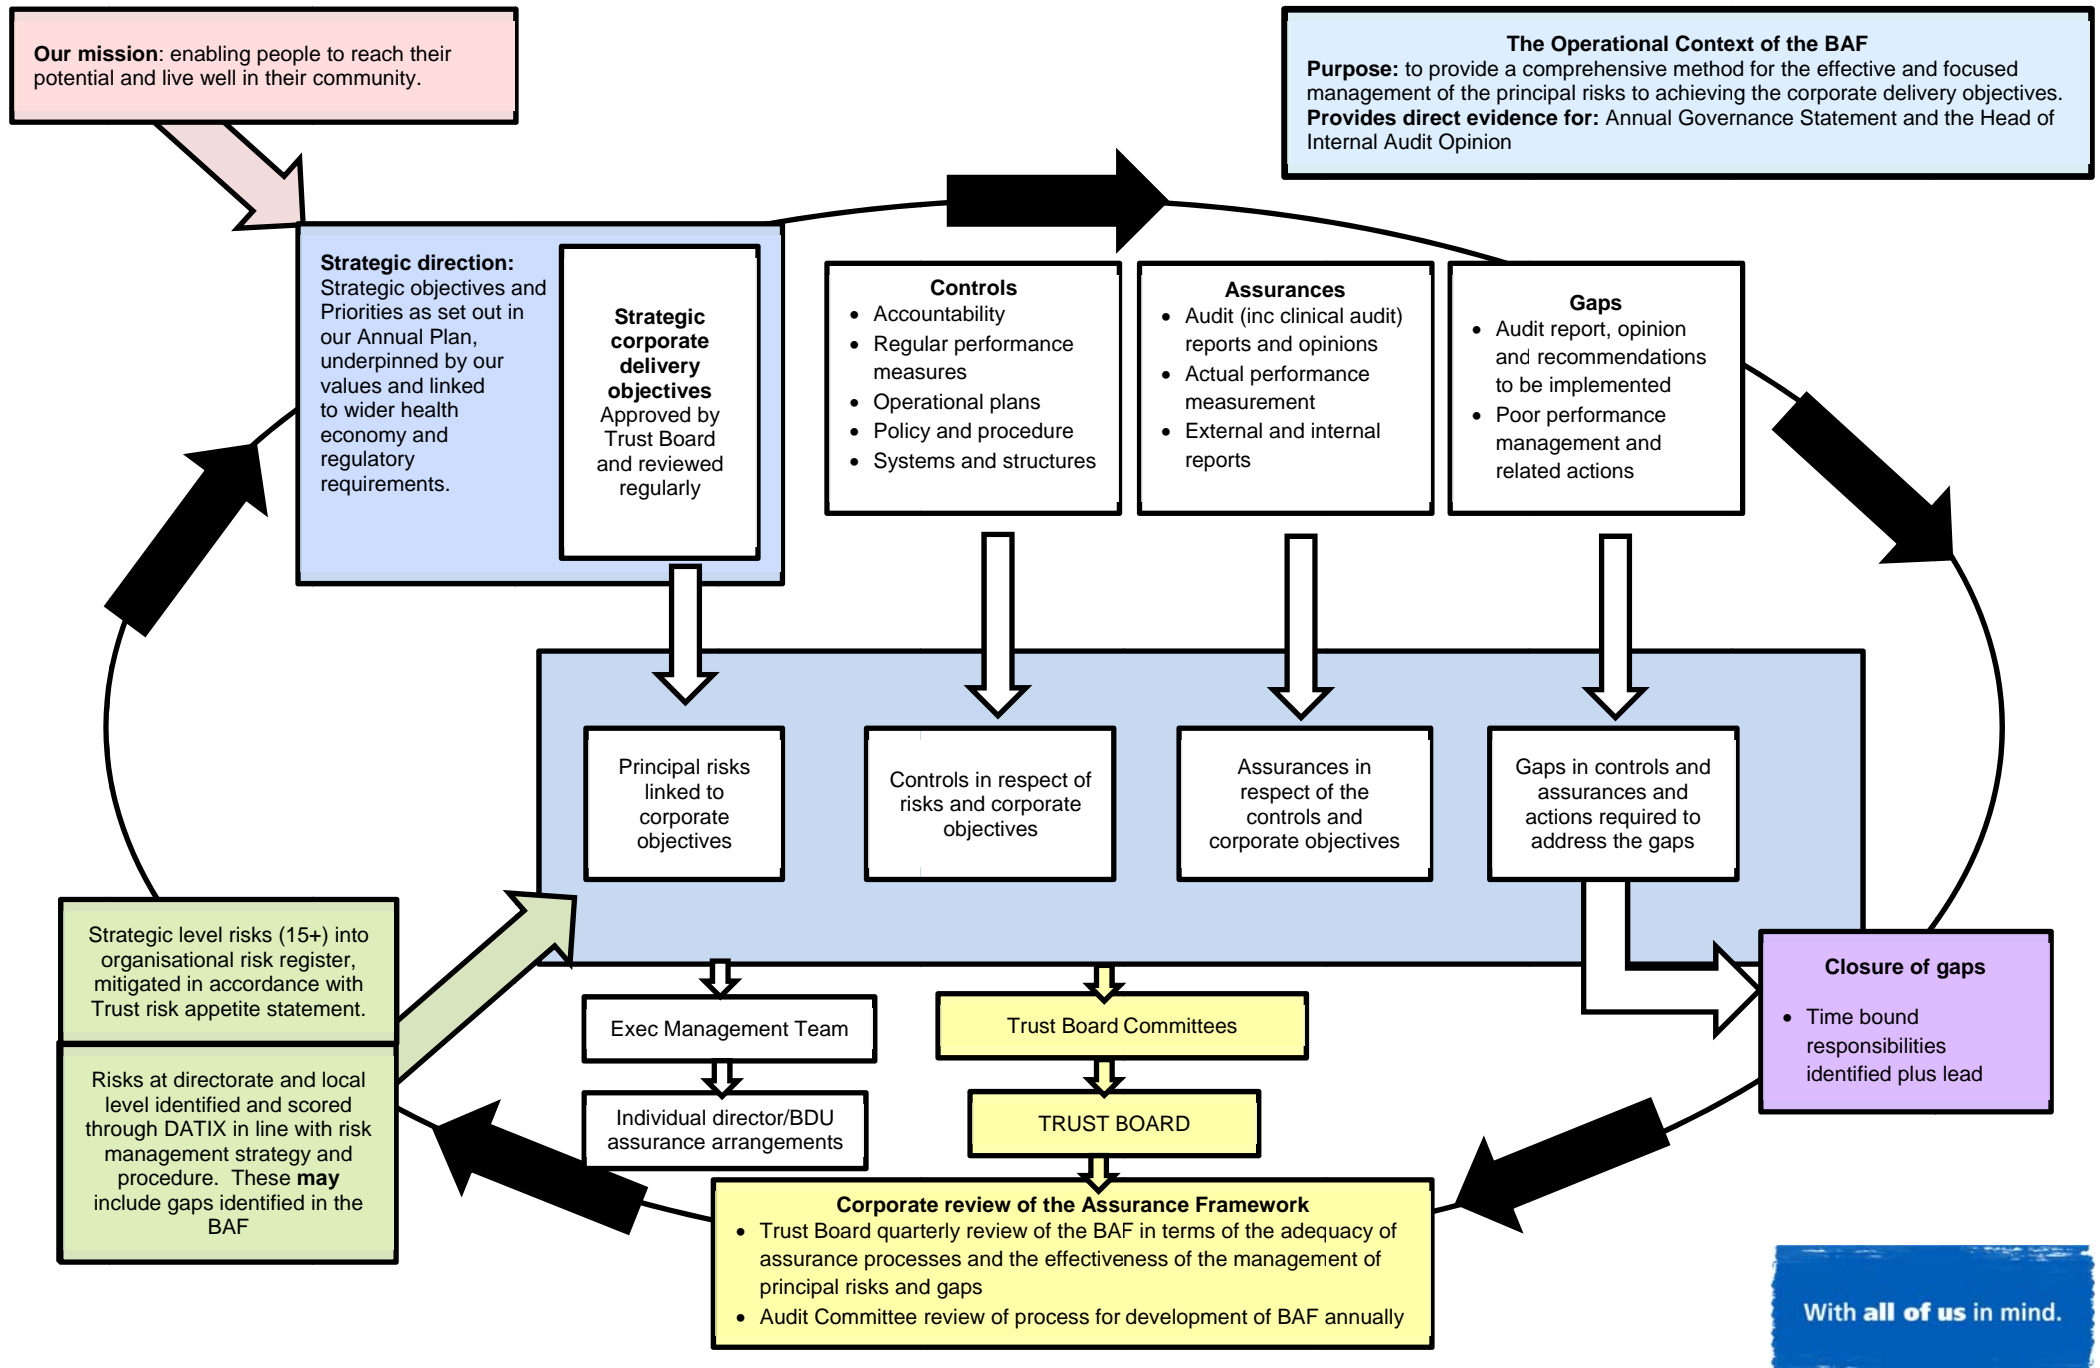 Our mission: enabling people to reach their
potential and live well in their community.
The Operational Context of the BAF
Purpose: to provide a comprehensive method for the effective and focused
management of the principal risks to achieving the corporate delivery objectives.
Provides direct evidence for: Annual Governance Statement and the Head of
Internal Audit Opinion
Strategic direction:
Strategic objectives and
Priorities as set out in
our Annual Plan,
underpinned by our
values and linked
to wider health
economy and
regulatory
requirements.
Strategic
corporate
delivery
objectives
Approved by
Trust Board
and reviewed
regularly
Controls
• Accountability
• Regular performance
measures
• Operational plans
• Policy and procedure
• Systems and structures
Assurances
• Audit (inc clinical audit)
reports and opinions
• Actual performance
measurement
• External and internal
reports
Gaps
• Audit report, opinion
and recommendations
to be implemented
• Poor performance
management and
related actions
Principal risks
linked to
corporate
objectives
Controls in respect of
risks and corporate
objectives
Assurances in
respect of the
controls and
corporate objectives
Gaps in controls and
assurances and
actions required to
address the gaps
Strategic level risks (15+) into
organisational risk register,
mitigated in accordance with
Trust risk appetite statement.
Risks at directorate and local
level identified and scored
through DATIX in line with risk
management strategy and
procedure. These may
include gaps identified in the
BAF
Exec Management Team
Individual director/BDU
assurance arrangements
Trust Board Committees
TRUST BOARD
Closure of gaps
• Time bound
responsibilities
identified plus lead
Corporate review of the Assurance Framework
• Trust Board quarterly review of the BAF in terms of the adequacy of
assurance processes and the effectiveness of the management of
principal risks and gaps
• Audit Committee review of process for development of BAF annually
With all of us in mind.